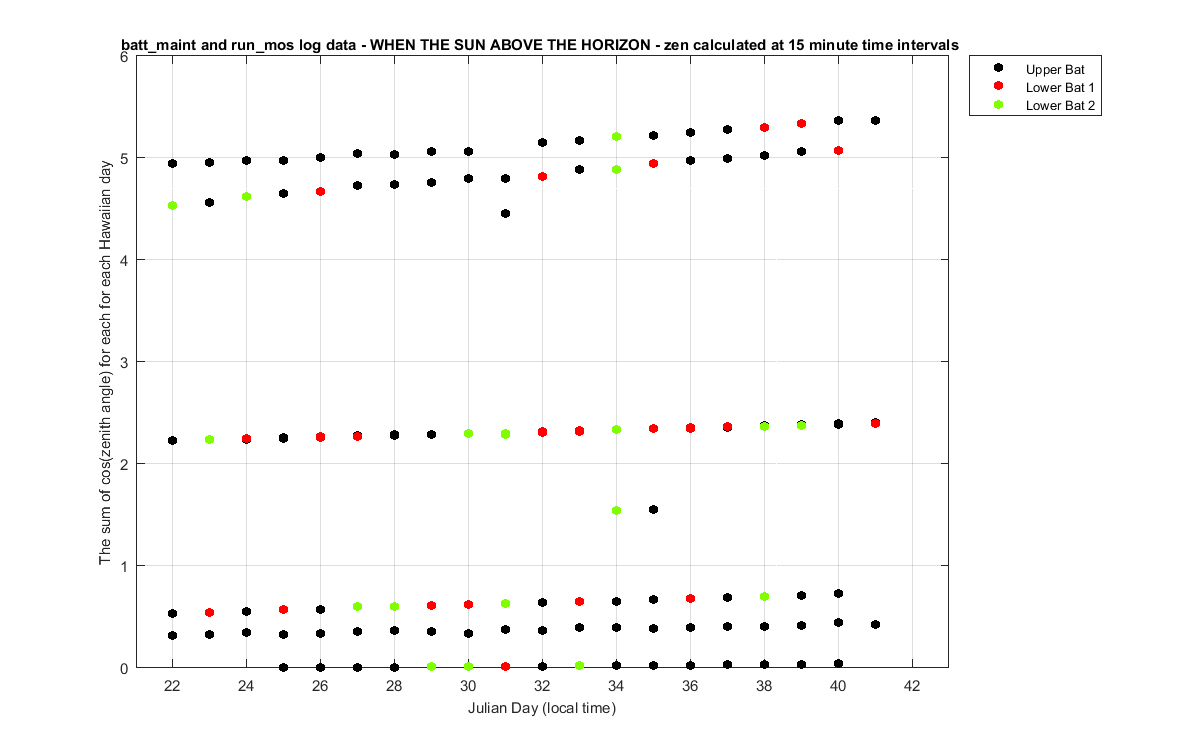 batt_maint and run_mos log data - WHEN THE SUN ABOVE THE HORIZON - zen calculated at 15 minute time intervals
Upper Bat
Lower Bat 1
Lower Bat 2
The sum of cos(zenith angle) for each for each Hawaiian day
6
5
4
3
2
1
0
22 24 26 28 30 32 34 36 38 40 42
Julian Day (local time)